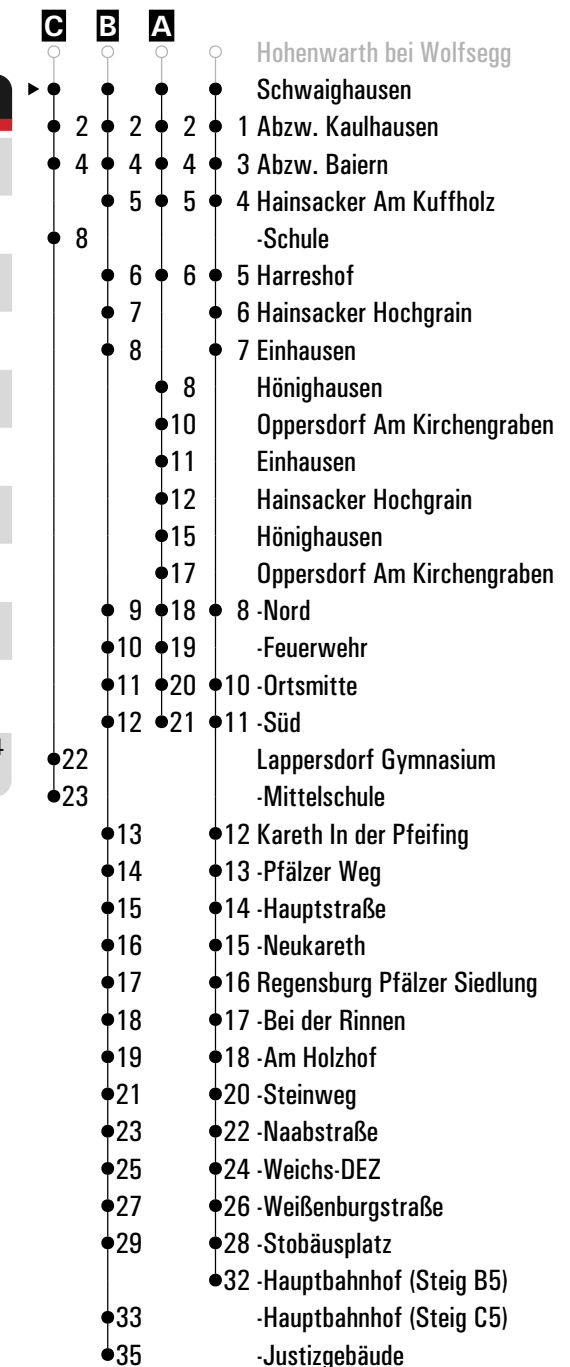 C B A
Hohenwarth bei Wolfsegg
Schwaighausen
2 2 2 1 Abzw. Kaulhausen
4 4 4 3 Abzw. Baiern
5 5 4 Hainsacker Am Kuffholz
8 -Schule
6 6 5 Harreshof
7 6 Hainsacker Hochgrain
8 7 Einhausen
8 Hönighausen
10 Oppersdorf Am Kirchengraben
11 Einhausen
12 Hainsacker Hochgrain
15 Hönighausen
17 Oppersdorf Am Kirchengraben
9 18 8 -Nord
10 19 -Feuerwehr
11 20 10 -Ortsmitte
12 21 11 -Süd
22 Lappersdorf Gymnasium
23 -Mittelschule
13 12 Kareth In der Pfeifing
14 13 -Pfälzer Weg
15 14 -Hauptstraße
16 15 -Neukareth
17 16 Regensburg Pfälzer Siedlung
18 17 -Bei der Rinnen
19 18 -Am Holzhof
21 20 -Steinweg
23 22 -Naabstraße
25 24 -Weichs-DEZ
27 26 -Weißenburgstraße
29 28 -Stobäusplatz
32 -Hauptbahnhof (Steig B5)
33 -Hauptbahnhof (Steig C5)
35 -Justizgebäude